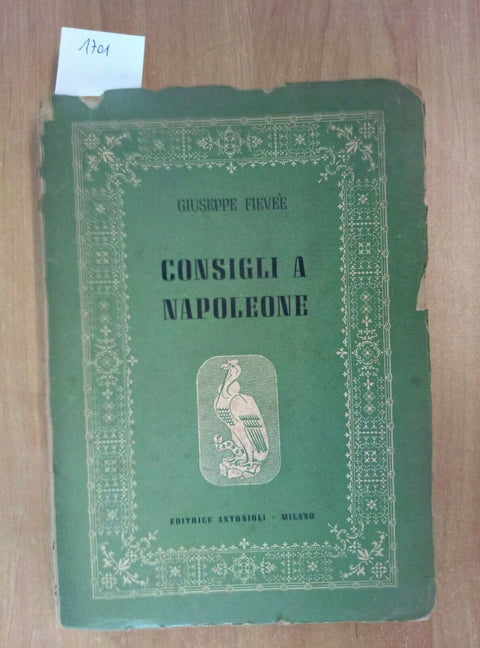 1701
GIUSEPPE FIEVÉE
CONSIGLI A
NAPOLEONE
EDITRICE ANTONIOLI - MILANO